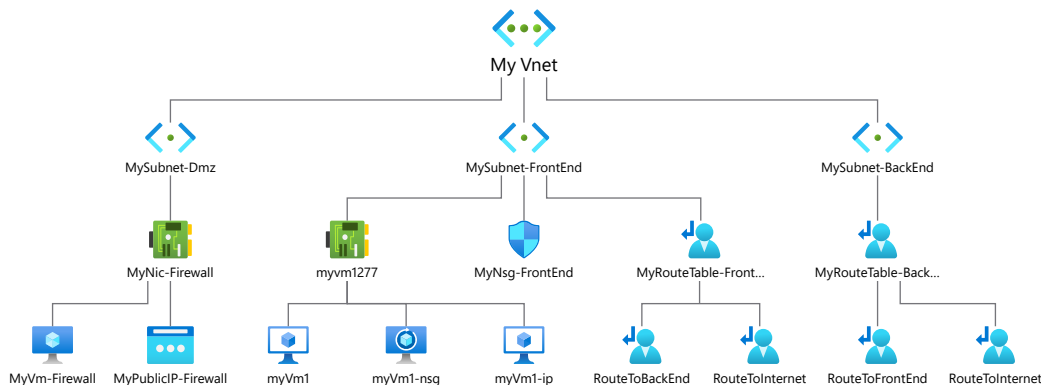 My Vnet
MySubnet-Dmz
MySubnet-FrontEnd
MySubnet-BackEnd
MyNic-Firewall
myvm1277
MyNsg-FrontEnd
MyRouteTable-Front...
MyRouteTable-Back...
MyVm-Firewall
MyPublicIP-Firewall
myVm1
myVm1-nsg
myVm1-ip
RouteToBackEnd
RouteToInternet
RouteToFrontEnd
RouteToInternet